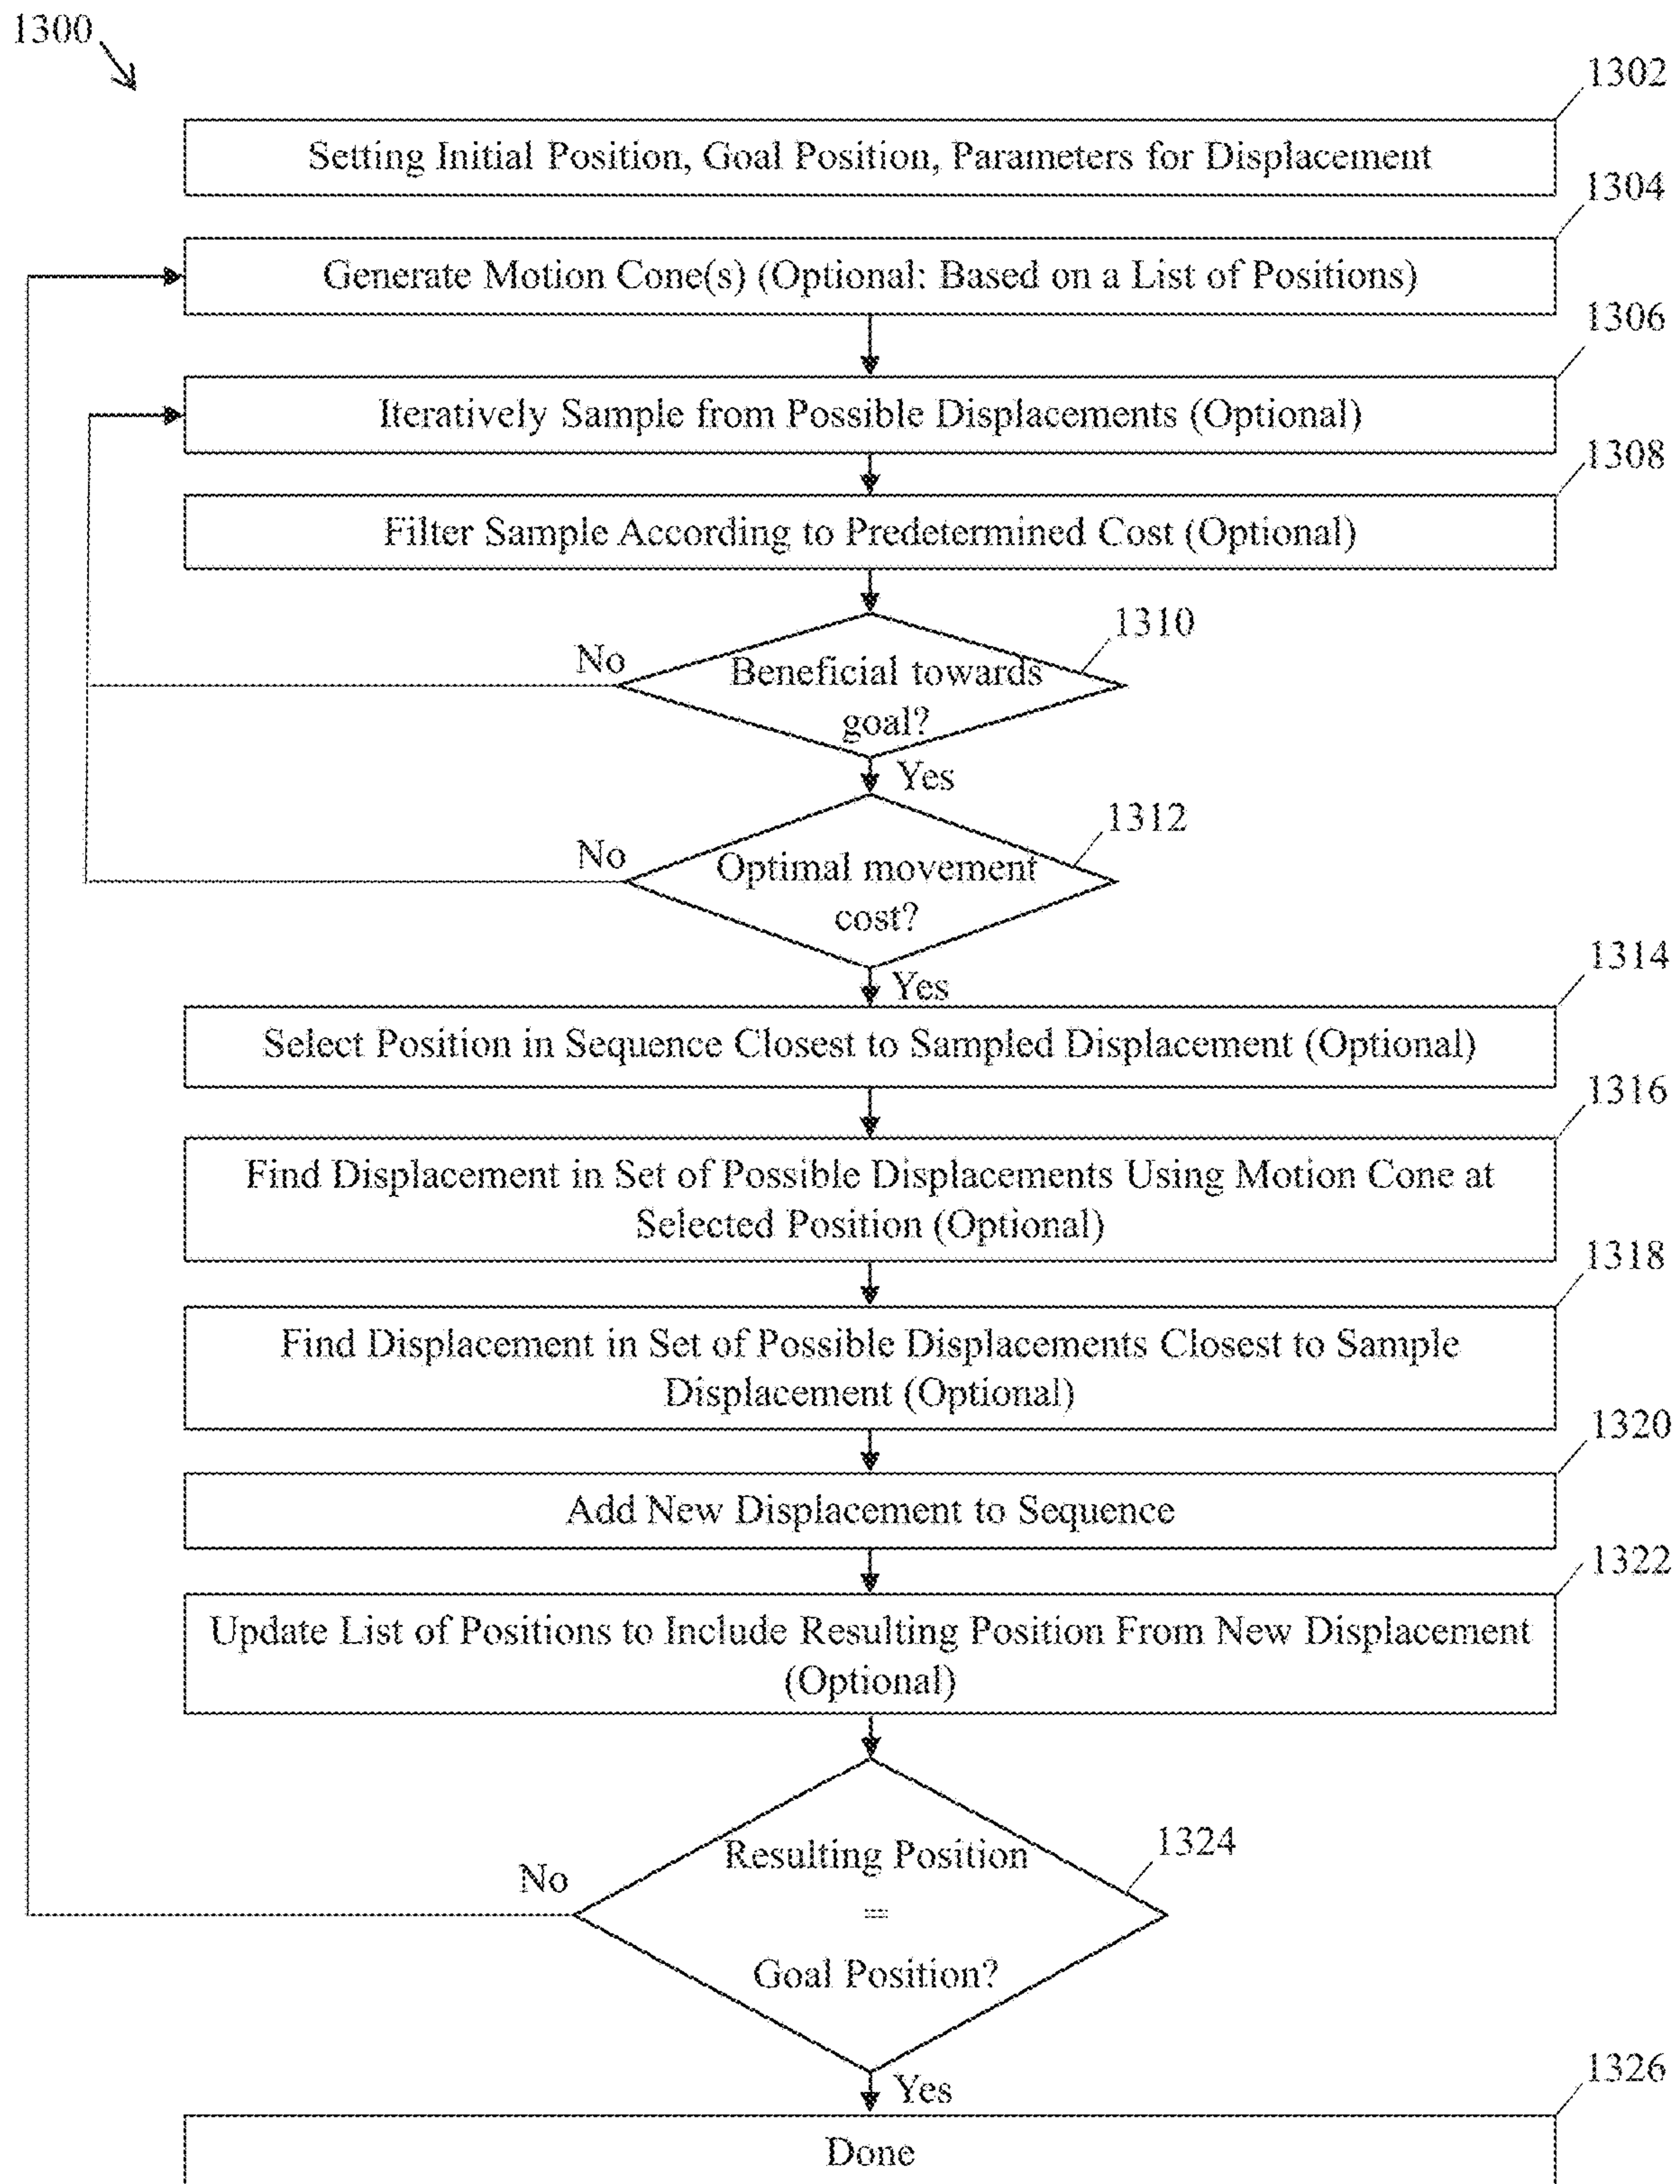 1300
1302
Setting Initial Position, Goal Position, Parameters for Displacement
1304
Generate Motion Cone(s) (Optional: Based on a List of Positions)
1306
Iteratively Sample from Possible Displacements (Optional)
1308
Filter Sample According to Predetermined Cost (Optional)
1310
No
Beneficial towards
goal?
Yes
1312
No
Optimal movement
cost?
Yes
1314
Select Position in Sequence Closest to Sampled Displacement (Optional)
1316
Find Displacement in Set of Possible Displacements Using Motion Cone at
Selected Position (Optional)
1318
Find Displacement in Set of Possible Displacements Closest to Sample
Displacement (Optional)
1320
Add New Displacement to Sequence
1322
Update List of Positions to Include Resulting Position From New Displacement
(Optional)
1324
Resulting Position
No
=
Goal Position?
Yes
1326
Done